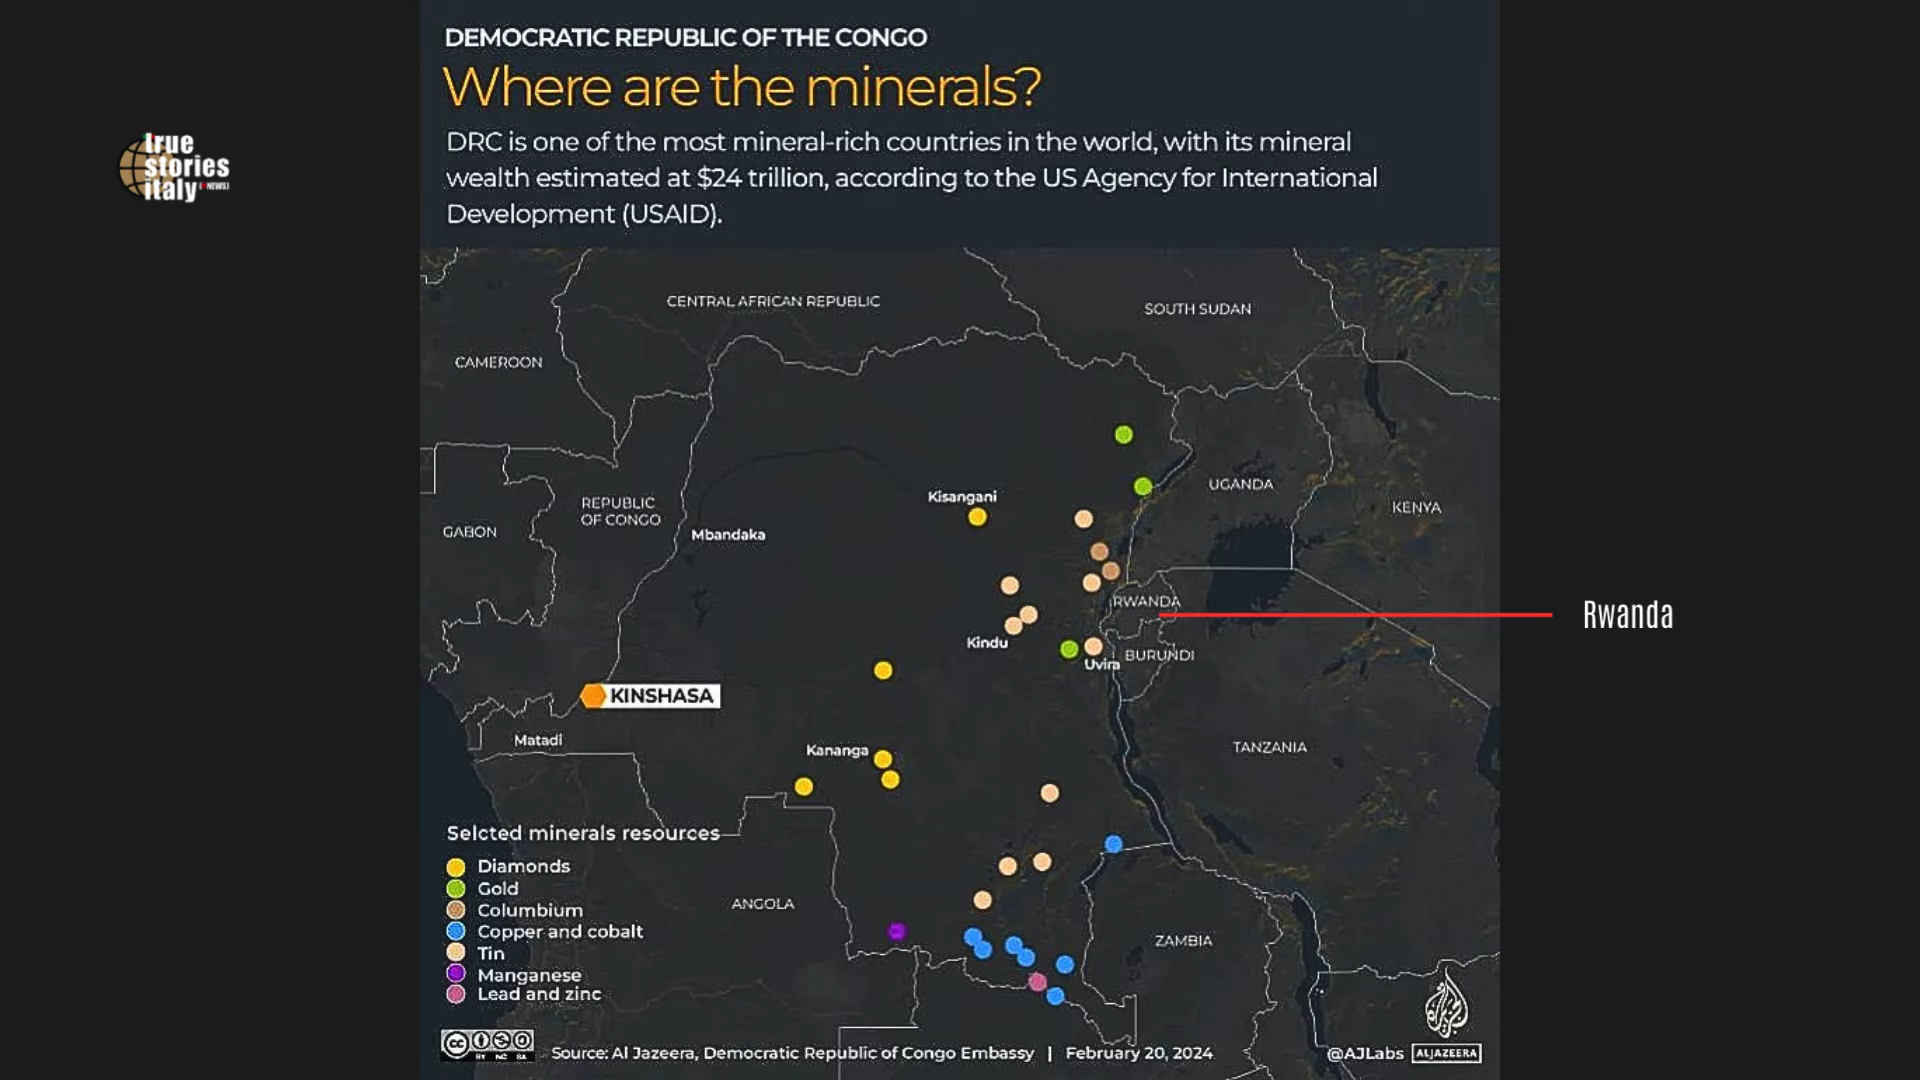 DEMOCRATIC REPUBLIC OF THE CONGO
Where are the minerals?
DRC is one of the most mineral-rich countries in the world, with its mineral
wealth estimated at $24 trillion, according to the US Agency for International
Development (USAID).
true
stories
italy (NEWS)
CENTRAL AFRICAN REPUBLIC
SOUTH SUDAN
CAMEROON
UGANDA
Kisangani
REPUBLIC
OF CONGO
KENYA
GABON
Mbandaka
RWANDA
Rwanda
Kindu
BURUNDI
Uvira
KINSHASA
Matadi
TANZANIA
Kananga
Selcted minerals resources
Diamonds
Gold
Columbium
Copper and cobalt
Tin
Manganese
Lead and zinc
ANGOLA
ZAMBIA
cc
BY NC SA
Source: Al Jazeera, Democratic Republic of Congo Embassy | February 20, 2024
@AJLabs
ALJAZEERA